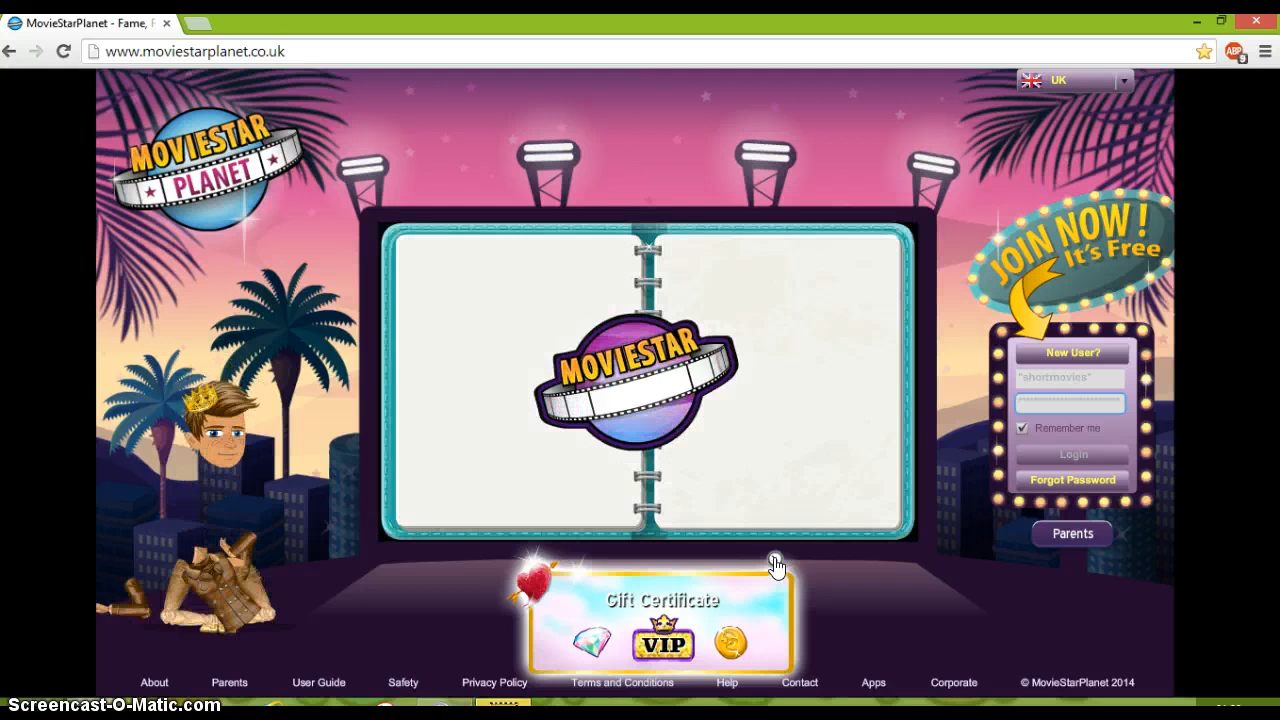 MovieStarPlanet - Fame, F
www.moviestarplanet.co.uk
ABP
9
UK
MOVIESTAR
PLANET
JOIN NOW!
It's Free
MOVIESTAR
New User?
"shortmovies"
********************
Remember me
Login
Forgot Password
Parents
Gift Certificate
VIP
About
Parents
User Guide
Safety
Privacy Policy
Terms and Conditions
Help
Contact
Apps
Corporate
© MovieStarPlanet 2014
Screencast-O-Matic.com